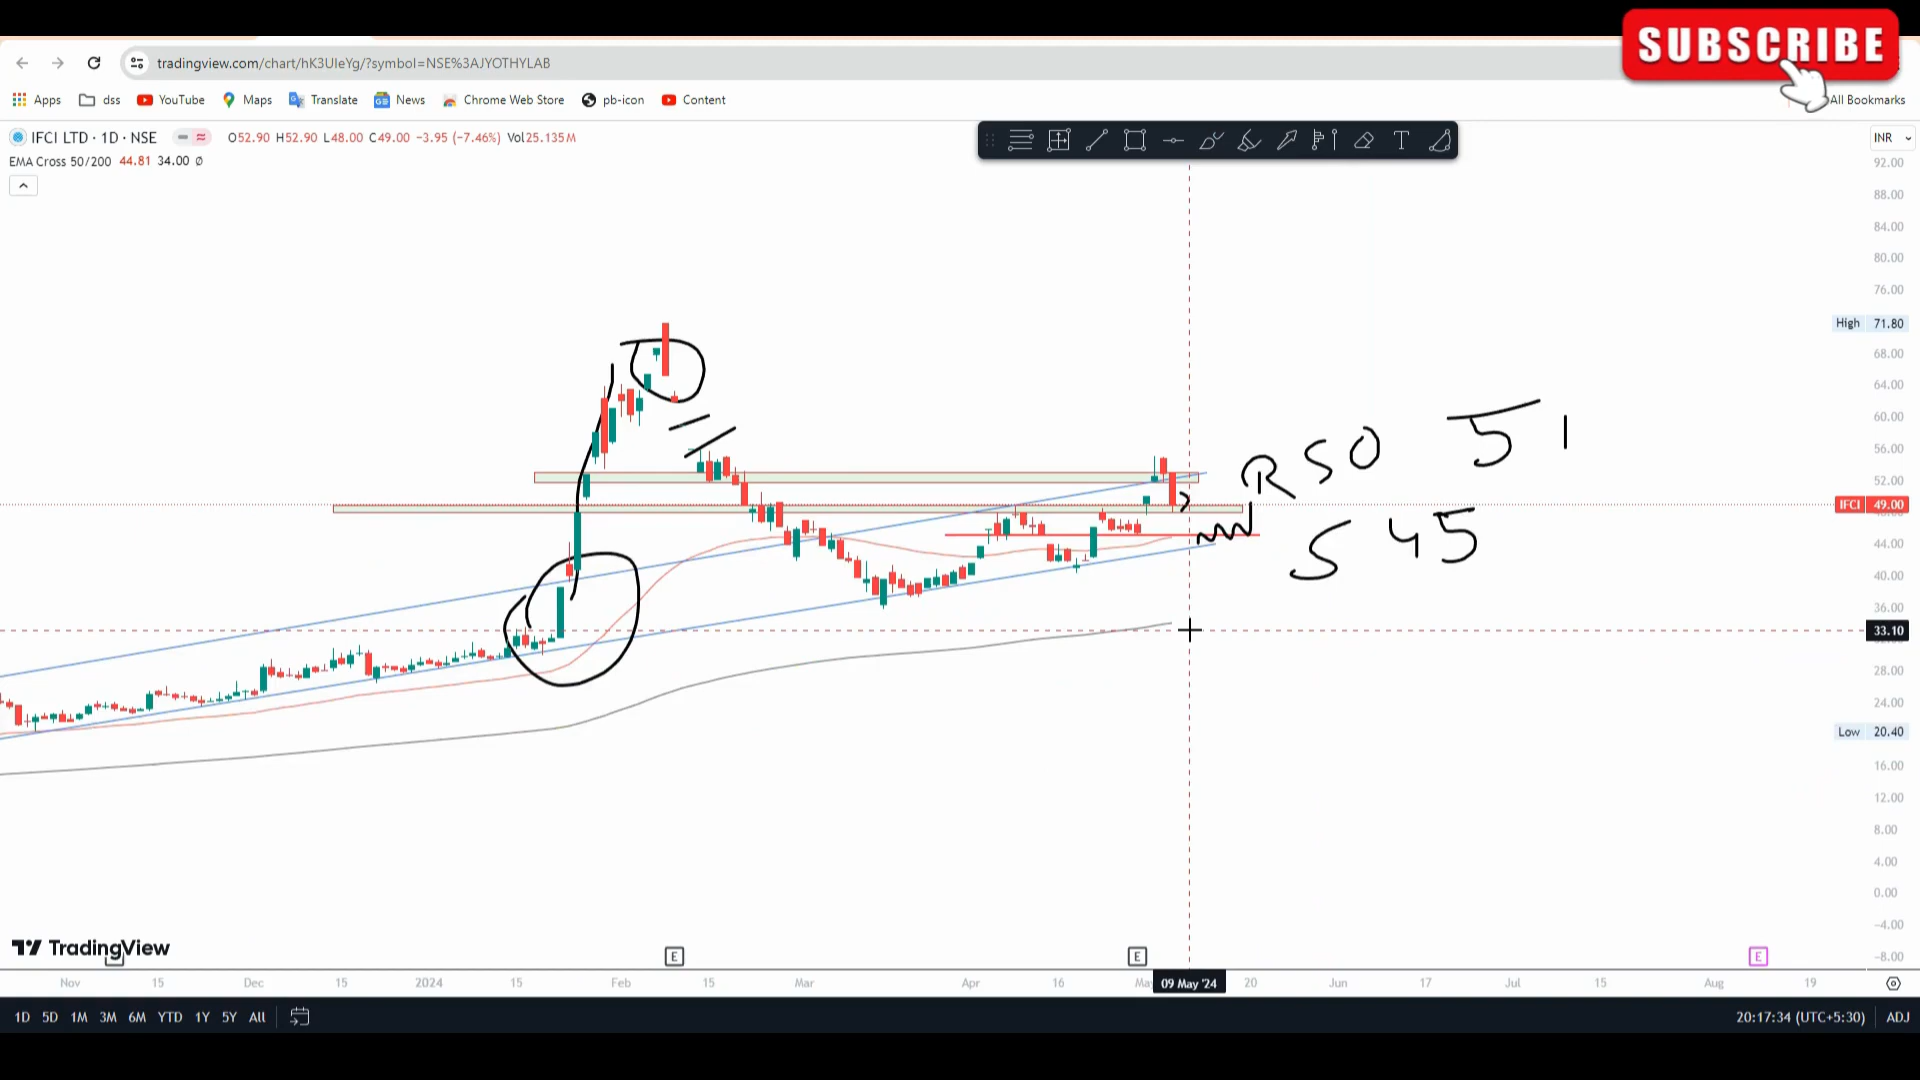 SUBSCRIBE
tradingview.com/chart/hK3UIeYg/?symbol=NSE%3AJYOTHYLAB
Apps dss YouTube Maps Translate News Chrome Web Store pb-icon Content All Bookmarks
IFCI LTD · 1D · NSE O52.90 H52.90 L48.00 C49.00 −3.95 (−7.46%) Vol25.135M
INR
EMA Cross 50/200 44.81 34.00 Ø
92.00
88.00
84.00
80.00
76.00
High 71.80
68.00
64.00
60.00
56.00
52.00
IFCI 49.00
44.00
40.00
36.00
33.10
28.00
24.00
Low 20.40
16.00
12.00
8.00
4.00
0.00
−4.00
−8.00
R 50 51
S 45
TradingView
E E E
Nov 15 Dec 15 2024 15 Feb 15 Mar Apr 16 Ma 09 May '24 20 Jun 17 Jul 15 Aug 19
1D 5D 1M 3M 6M YTD 1Y 5Y All 20:17:34 (UTC+5:30) ADJ